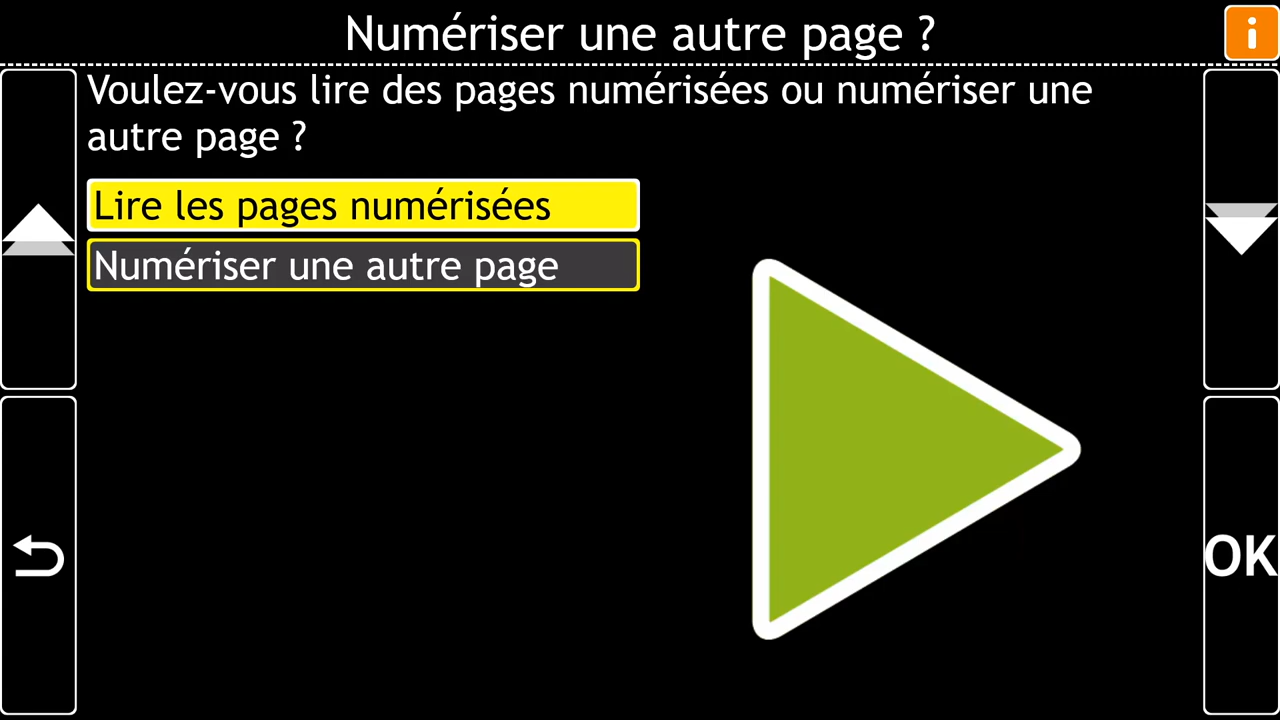 Numériser une autre page ?
i
Voulez-vous lire des pages numérisées ou numériser une
autre page ?
Lire les pages numérisées
Numériser une autre page
OK